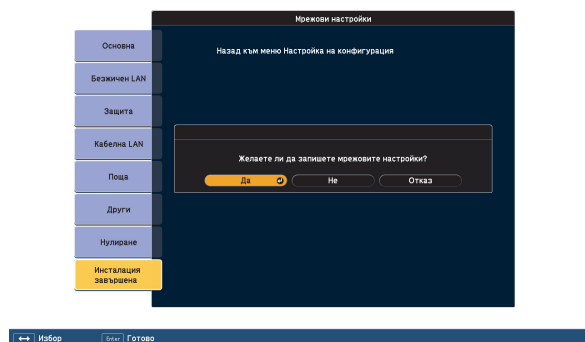 Мрежови настройки
Основна
Назад към меню Настройка на конфигурация
Безжичен LAN
Защита
Кабелна LAN
Желаете ли да запишете мрежовите настройки?
Да Не Отказ
Поща
Други
Нулиране
Инсталация
завършена
Избор Enter Готово